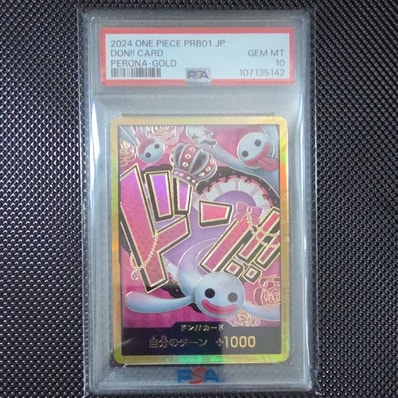 2024 ONE PIECE PRB01 JP
DON!! CARD GEM MT
PERONA-GOLD 10
PSA 107135142
ドン!!
ドン!!カード
自分のターン +1000
PSA